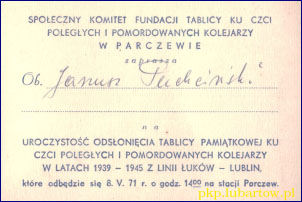 SPOŁECZNY KOMITET FUNDACJI TABLICY KU CZCI
POLEGŁYCH I POMORDOWANYCH KOLEJARZY
W PARCZEWIE
zaprasza
Ob. Janusz
na
UROCZYSTOŚĆ ODSŁONIĘCIA TABLICY PAMIĄTKOWEJ KU
CZCI POLEGŁYCH I POMORDOWANYCH KOLEJARZY
W LATACH 1939 - 1945 Z LINII ŁUKÓW – LUBLIN,
które odbędzie się 8. V. 71 r. o godz. 1400 na stacji Parczew.
pkp.lubartow.pl